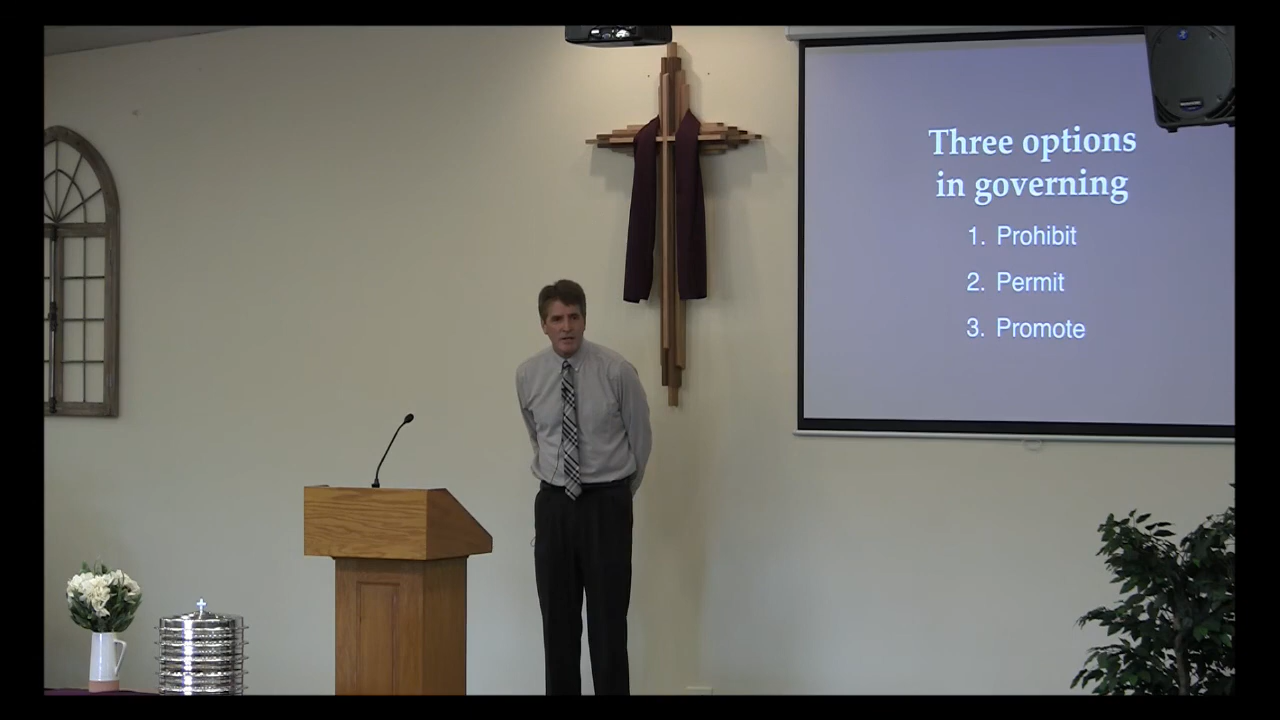 Three options
in governing
1. Prohibit
2. Permit
3. Promote